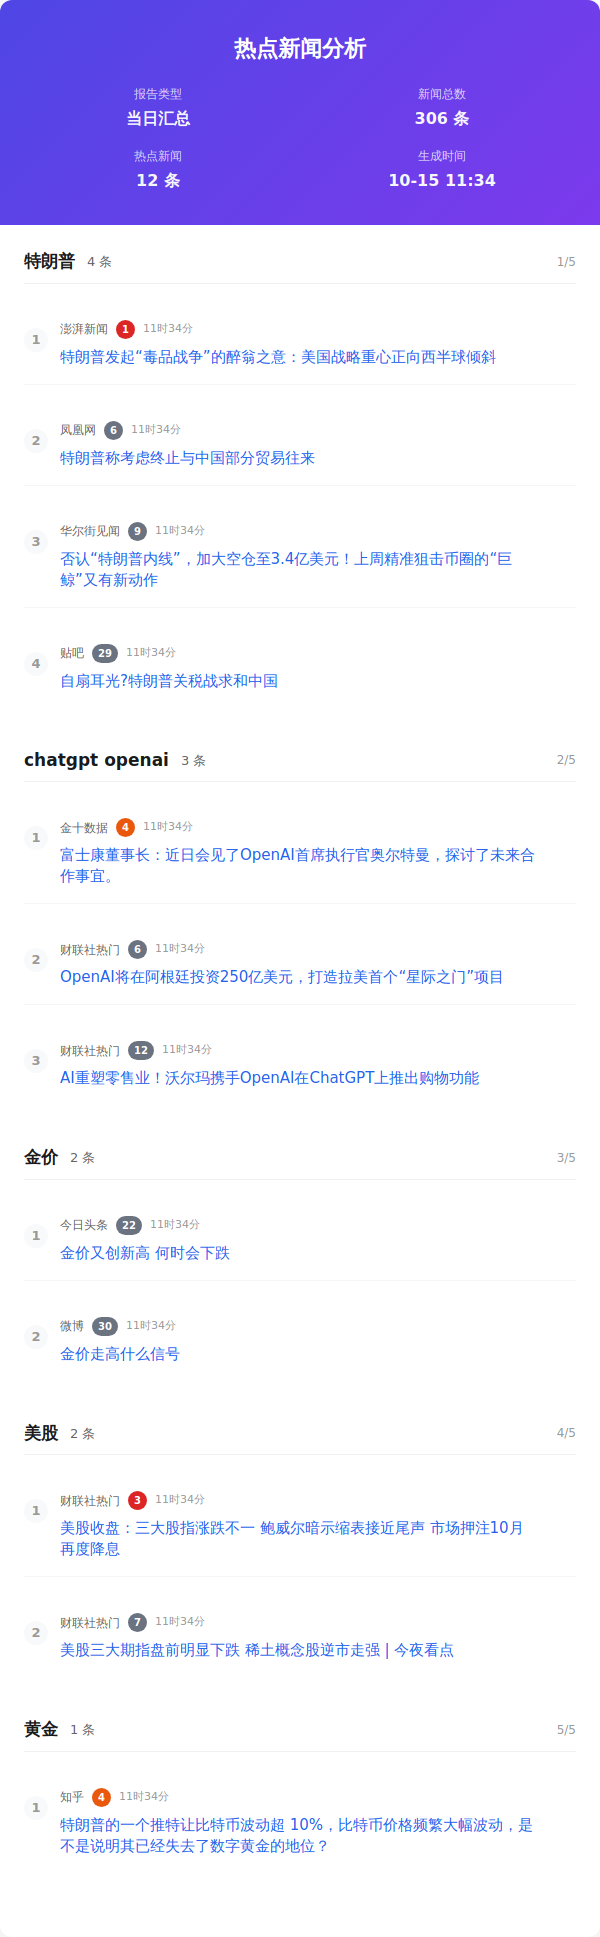 热点新闻分析
报告类型
当日汇总
新闻总数
306 条
热点新闻
12 条
生成时间
10-15 11:34
特朗普 4 条 1/5
1
澎湃新闻 1 11时34分
特朗普发起“毒品战争”的醉翁之意：美国战略重心正向西半球倾斜
2
凤凰网 6 11时34分
特朗普称考虑终止与中国部分贸易往来
3
华尔街见闻 9 11时34分
否认“特朗普内线”，加大空仓至3.4亿美元！上周精准狙击币圈的“巨
鲸”又有新动作
4
贴吧 29 11时34分
自扇耳光?特朗普关税战求和中国
chatgpt openai 3 条 2/5
1
金十数据 4 11时34分
富士康董事长：近日会见了OpenAI首席执行官奥尔特曼，探讨了未来合
作事宜。
2
财联社热门 6 11时34分
OpenAI将在阿根廷投资250亿美元，打造拉美首个“星际之门”项目
3
财联社热门 12 11时34分
AI重塑零售业！沃尔玛携手OpenAI在ChatGPT上推出购物功能
金价 2 条 3/5
1
今日头条 22 11时34分
金价又创新高 何时会下跌
2
微博 30 11时34分
金价走高什么信号
美股 2 条 4/5
1
财联社热门 3 11时34分
美股收盘：三大股指涨跌不一 鲍威尔暗示缩表接近尾声 市场押注10月
再度降息
2
财联社热门 7 11时34分
美股三大期指盘前明显下跌 稀土概念股逆市走强 | 今夜看点
黄金 1 条 5/5
1
知乎 4 11时34分
特朗普的一个推特让比特币波动超 10%，比特币价格频繁大幅波动，是
不是说明其已经失去了数字黄金的地位？